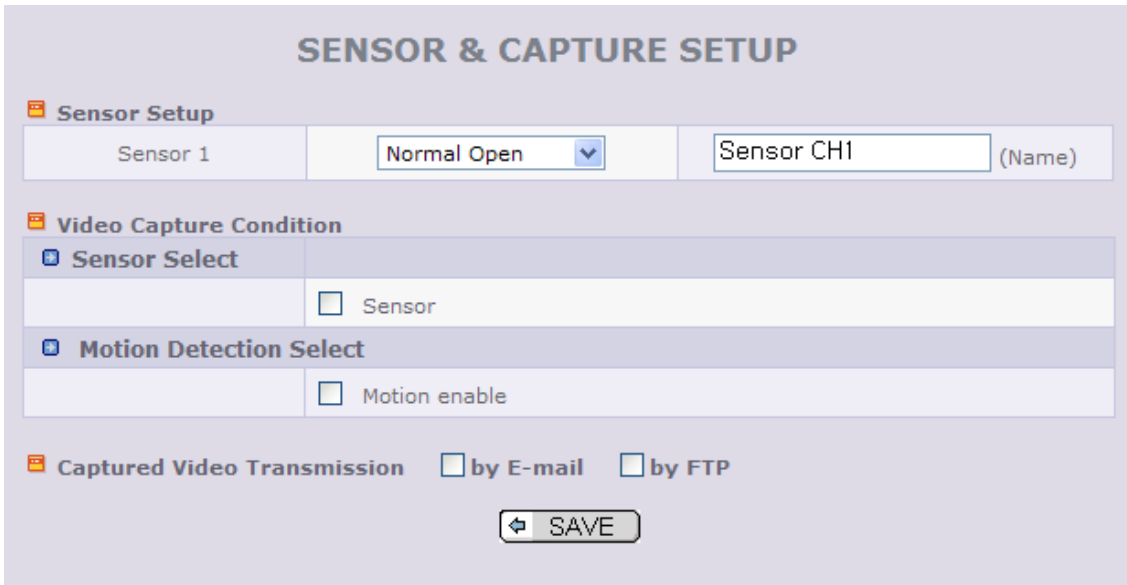 SENSOR & CAPTURE SETUP
Sensor Setup
Sensor 1 Normal Open Sensor CH1 (Name)
Video Capture Condition
Sensor Select
Sensor
Motion Detection Select
Motion enable
Captured Video Transmission by E-mail by FTP
SAVE